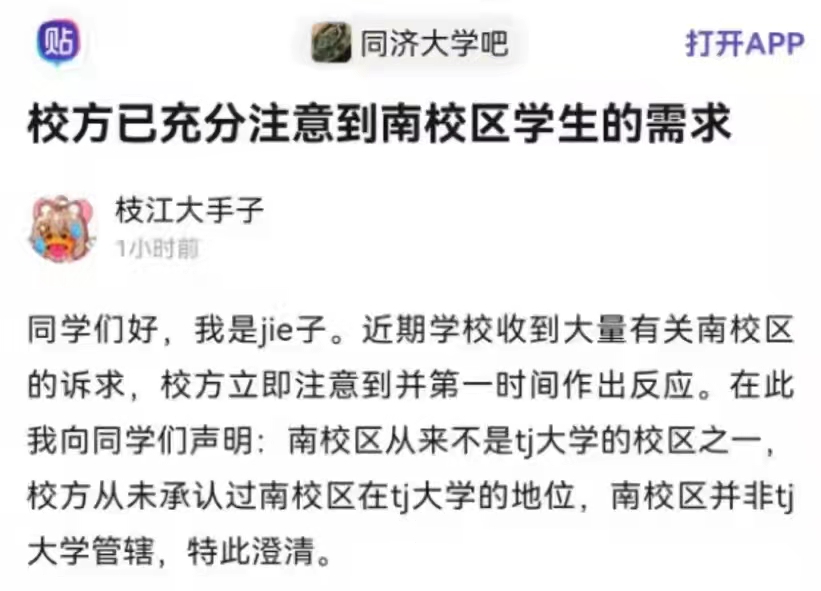 贴
同济大学吧
打开APP
校方已充分注意到南校区学生的需求
枝江大手子
1小时前
同学们好，我是jie子。近期学校收到大量有关南校区
的诉求，校方立即注意到并第一时间作出反应。在此
我向同学们声明：南校区从来不是tj大学的校区之一，
校方从未承认过南校区在tj大学的地位，南校区并非tj
大学管辖，特此澄清。